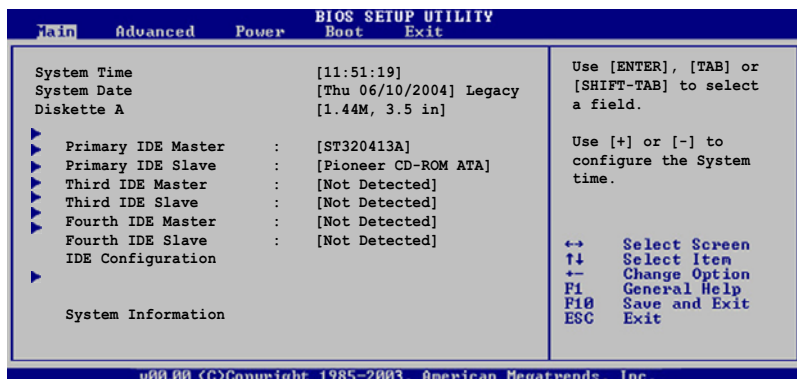 BIOS SETUP UTILITY
Main Advanced Power Boot Exit
System Time [11:51:19]
System Date [Thu 06/10/2004] Legacy
Diskette A [1.44M, 3.5 in]
Primary IDE Master : [ST320413A]
Primary IDE Slave : [Pioneer CD-ROM ATA]
Third IDE Master : [Not Detected]
Third IDE Slave : [Not Detected]
Fourth IDE Master : [Not Detected]
Fourth IDE Slave : [Not Detected]
IDE Configuration
System Information
Use [ENTER], [TAB] or
[SHIFT-TAB] to select
a field.
Use [+] or [-] to
configure the System
time.
↔ Select Screen
↑↓ Select Item
+- Change Option
F1 General Help
F10 Save and Exit
ESC Exit
v00.00 (C)Copyright 1985-2003, American Megatrends, Inc.